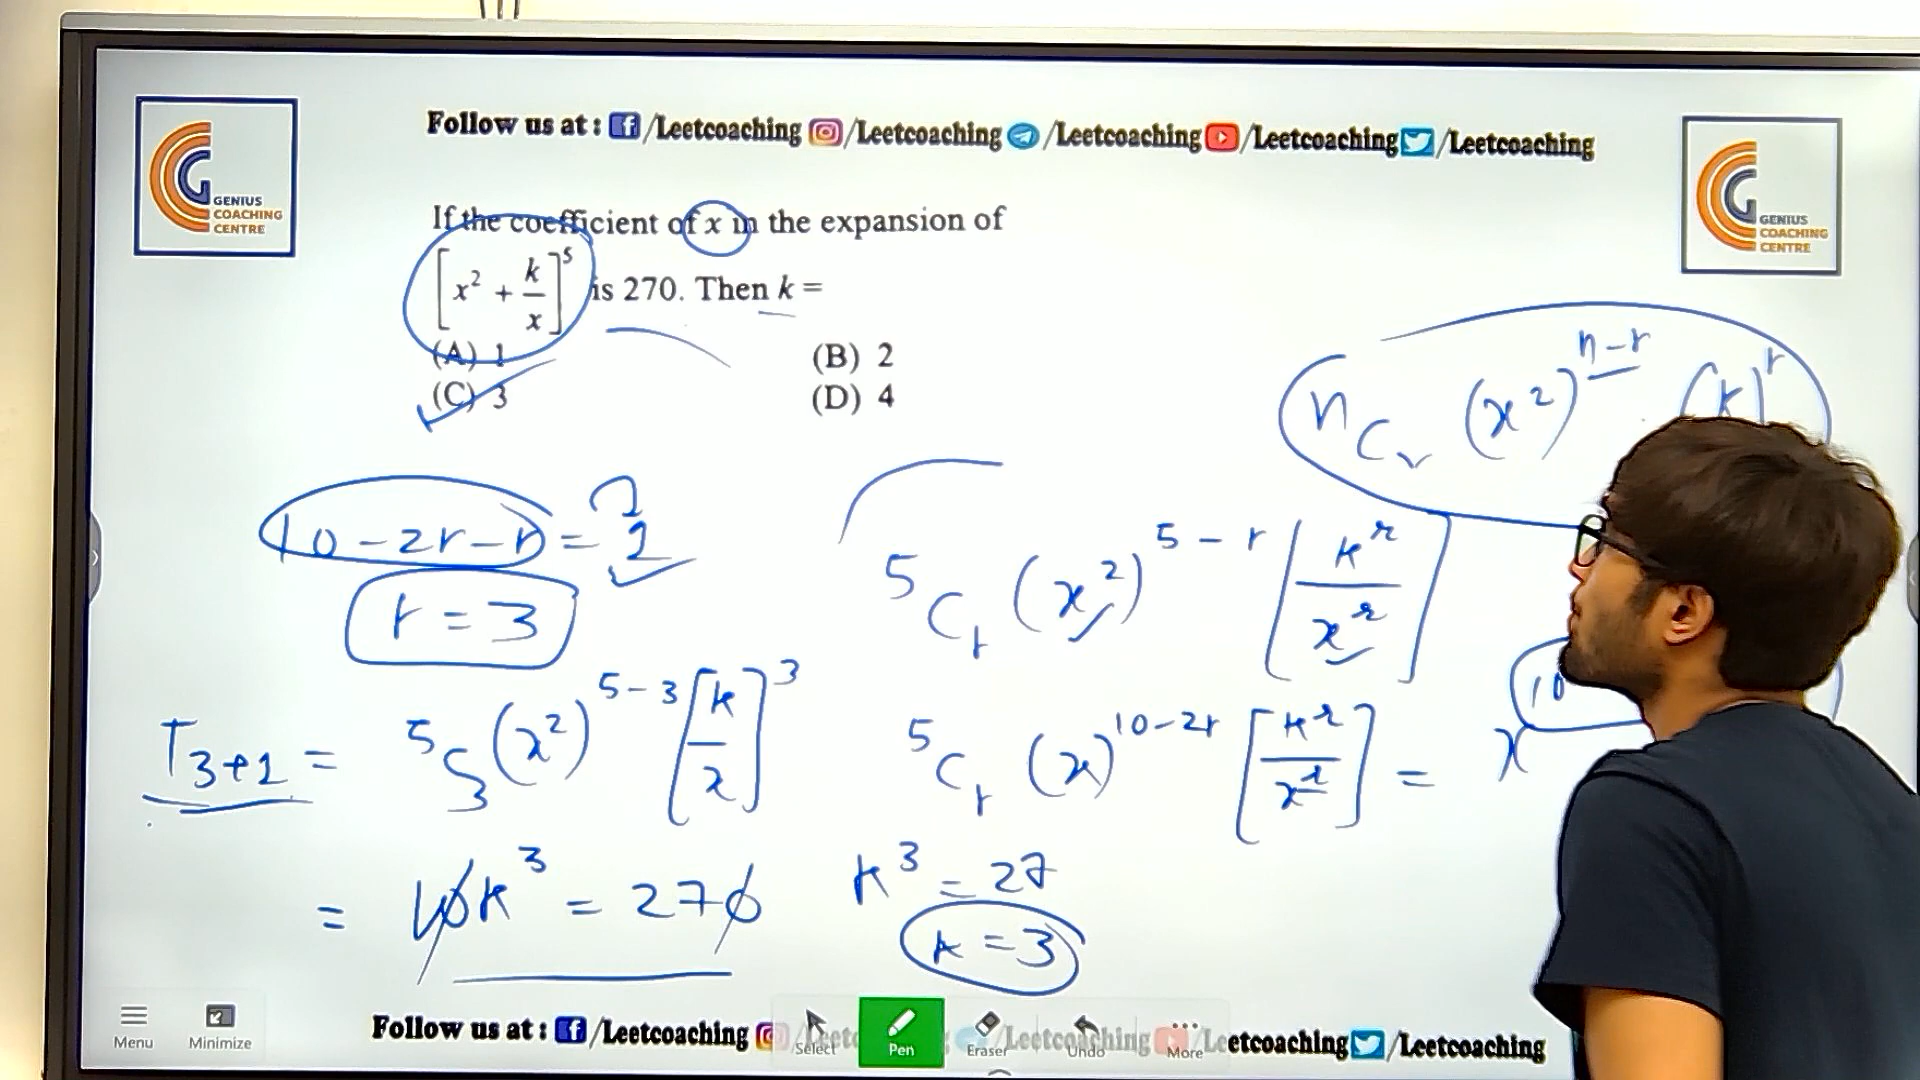 Follow us at : /Leetcoaching /Leetcoaching /Leetcoaching /Leetcoaching /Leetcoaching
GENIUS
COACHING
CENTRE
GENIUS
COACHING
CENTRE
If the coefficient of x in the expansion of
[x² + k/x]⁵ is 270. Then k =
(A) 1 (B) 2
(C) 3 (D) 4
nCr (x²)ⁿ⁻ʳ (k)ʳ
10 - 2r - r = 1
r = 3
⁵Cr (x²)⁵⁻ʳ [kʳ/xʳ]
T₃₊₁ = ⁵C₃ (x²)⁵⁻³ [k/x]³
⁵Cr (x)¹⁰⁻²ʳ [kʳ/xʳ] = x¹⁰
= 10k³ = 270
k³ = 27
k = 3
Menu
Minimize
Follow us at : /Leetcoaching /Leetcoaching Leetcoaching /Leetcoaching
Select
Pen
Eraser
Undo
More